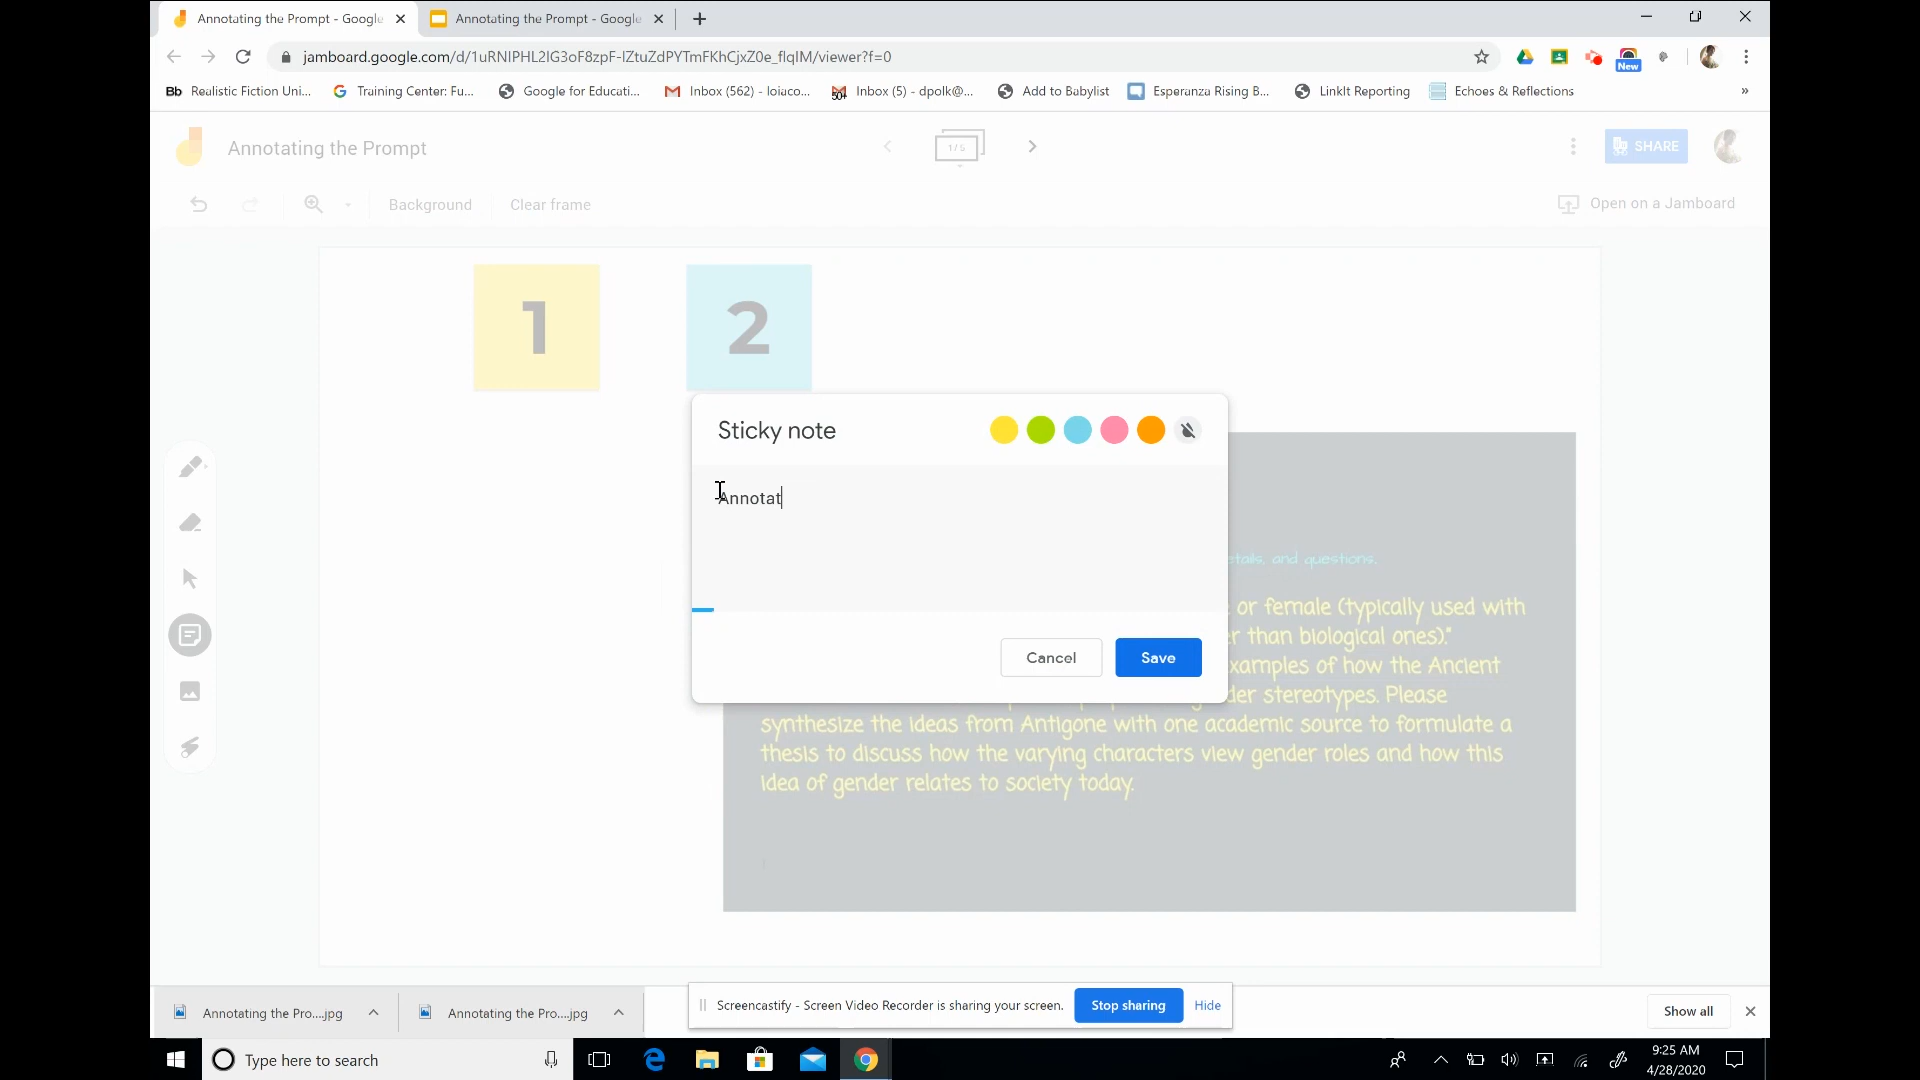 Annotating the Prompt - Google
Annotating the Prompt - Google
jamboard.google.com/d/1uRNIPHL2IG3oF8zpF-IZtuZdPYTmFKhCjxZ0e_flqIM/viewer?f=0
New
Bb Realistic Fiction Uni...
Training Center: Fu...
Google for Educati...
Inbox (562) - loiaco...
Inbox (5) - dpolk@...
Add to Babylist
Esperanza Rising B...
LinkIt Reporting
Echoes & Reflections
»
Annotating the Prompt
1/5
SHARE
Background
Clear frame
Open on a Jamboard
1
2
Sticky note
Annotat
Cancel
Save
etails, and questions.
or female (typically used with
r than biological ones)."
xamples of how the Ancient
der stereotypes. Please
synthesize the ideas from Antigone with one academic source to formulate a
thesis to discuss how the varying characters view gender roles and how this
idea of gender relates to society today.
Annotating the Pro....jpg
Annotating the Pro....jpg
Screencastify - Screen Video Recorder is sharing your screen.
Stop sharing
Hide
Show all
Type here to search
9:25 AM
4/28/2020